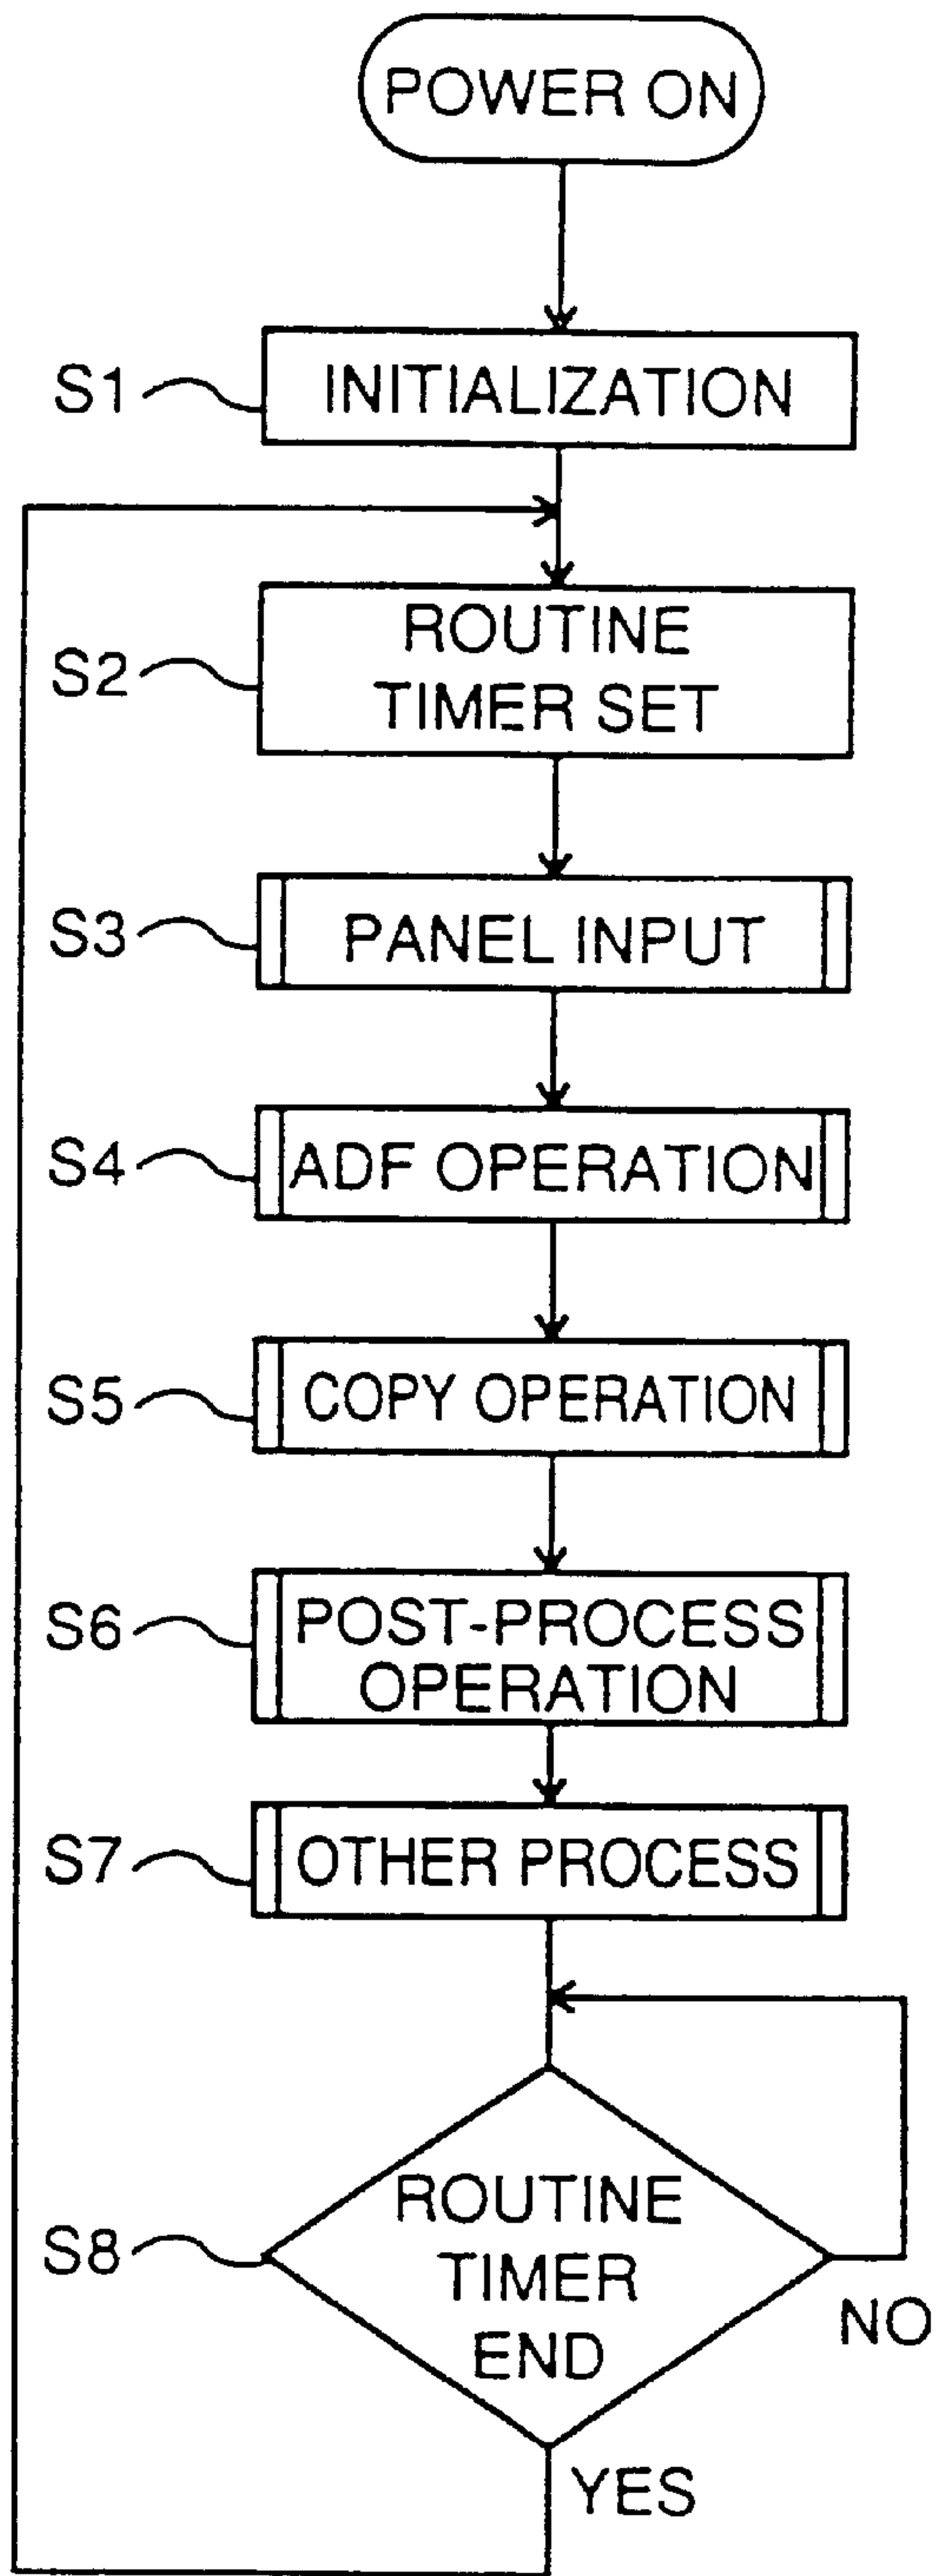 POWER ON
S1
INITIALIZATION
S2
ROUTINE
TIMER SET
S3
PANEL INPUT
S4
ADF OPERATION
S5
COPY OPERATION
S6
POST-PROCESS
OPERATION
S7
OTHER PROCESS
S8
ROUTINE
TIMER
END
NO
YES